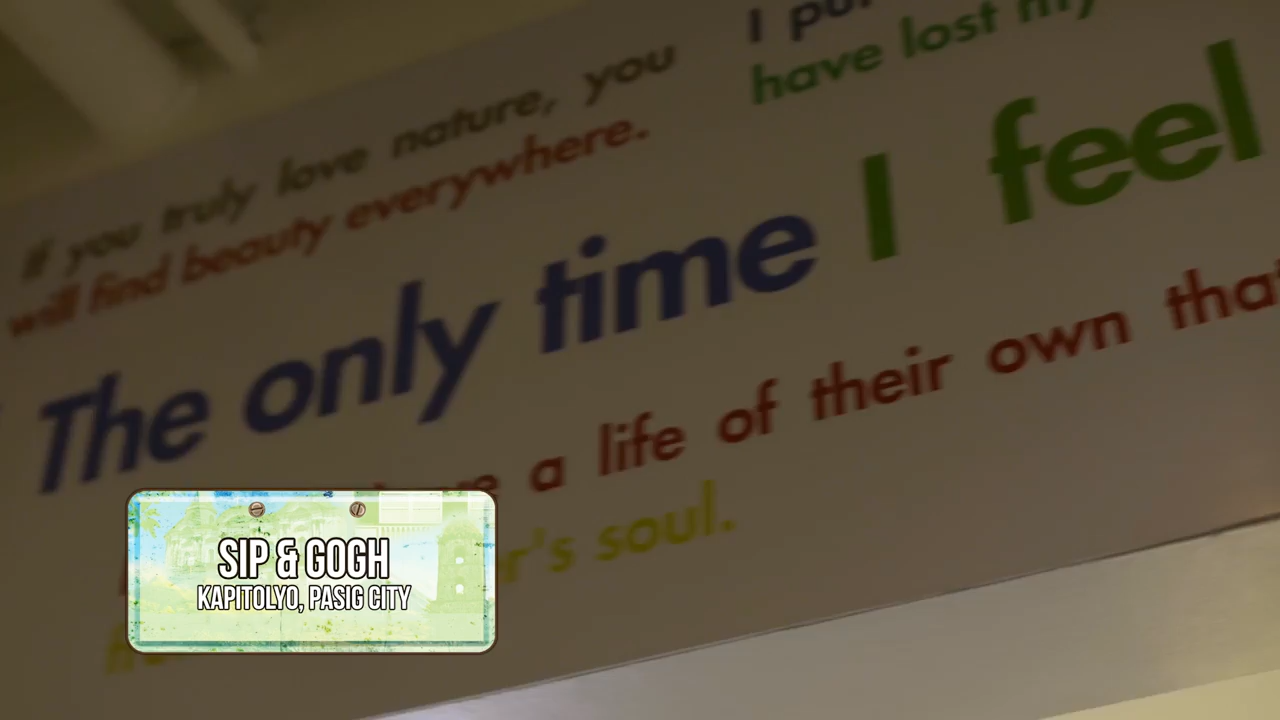 If you truly love nature, you
will find beauty everywhere.
I
have lost my
The only time I feel
a life of their own
soul.
SIP & GOGH
KAPITOLYO, PASIG CITY